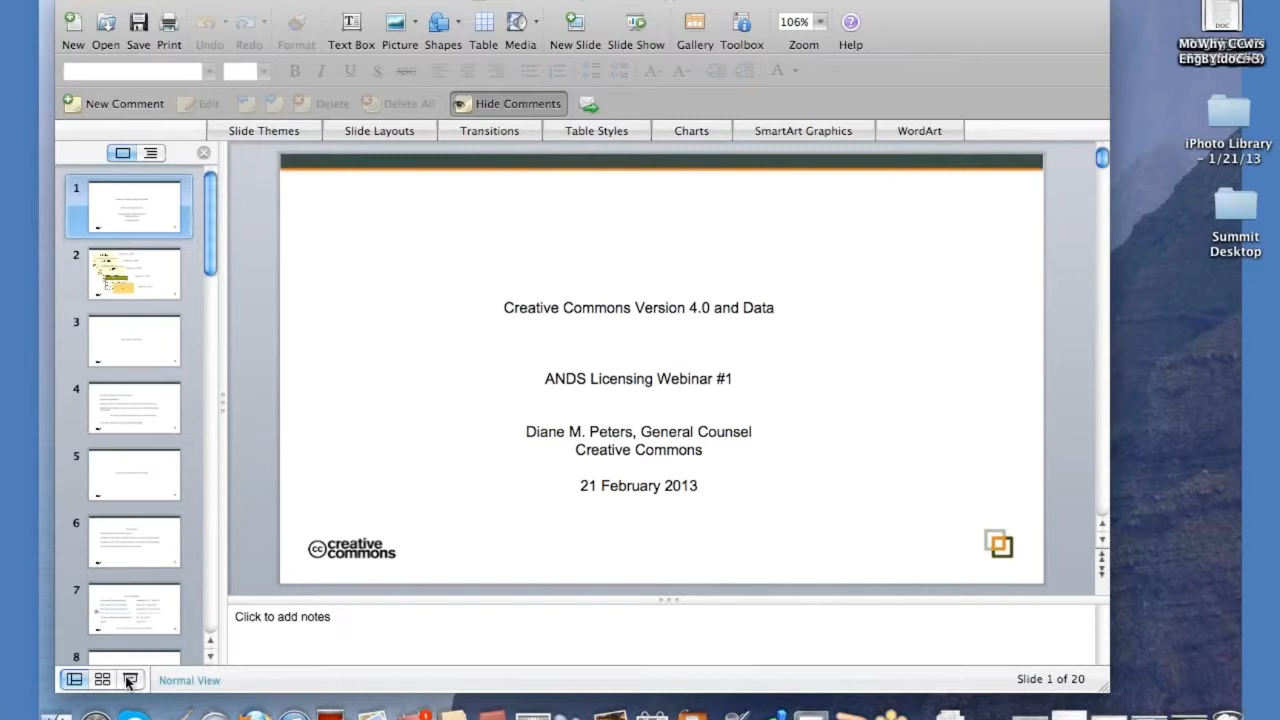 New Open Save Print Undo Redo Format Text Box Picture Shapes Table Media New Slide Slide Show Gallery Toolbox 106% Zoom Help
New Comment Edit Delete Delete All Hide Comments
Slide Themes Slide Layouts Transitions Table Styles Charts SmartArt Graphics WordArt
1
2
3
4
5
6
7
8
Creative Commons Version 4.0 and Data
ANDS Licensing Webinar #1
Diane M. Peters, General Counsel
Creative Commons
21 February 2013
cc creative
commons
Click to add notes
Normal View
Slide 1 of 20
DOC
iPhoto Library
- 1/21/13
Summit
Desktop